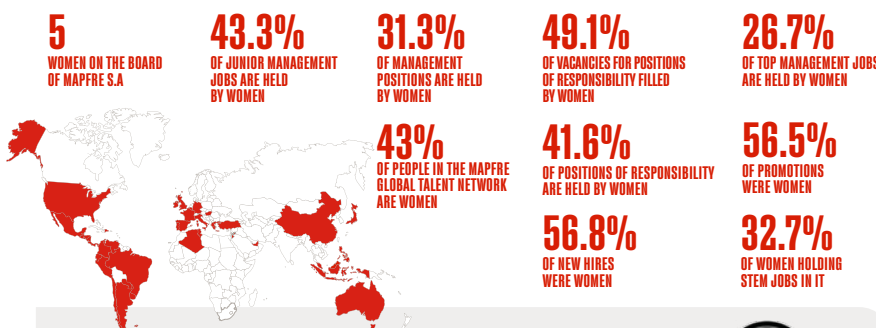 5
WOMEN ON THE BOARD
OF MAPFRE S.A
43.3%
OF JUNIOR MANAGEMENT
JOBS ARE HELD
BY WOMEN
31.3%
OF MANAGEMENT
POSITIONS ARE HELD
BY WOMEN
49.1%
OF VACANCIES FOR POSITIONS
OF RESPONSIBILITY FILLED
BY WOMEN
26.7%
OF TOP MANAGEMENT JOBS
ARE HELD BY WOMEN
43%
OF PEOPLE IN THE MAPFRE
GLOBAL TALENT NETWORK
ARE WOMEN
41.6%
OF POSITIONS OF RESPONSIBILITY
ARE HELD BY WOMEN
56.5%
OF PROMOTIONS
WERE WOMEN
56.8%
OF NEW HIRES
WERE WOMEN
32.7%
OF WOMEN HOLDING
STEM JOBS IN IT